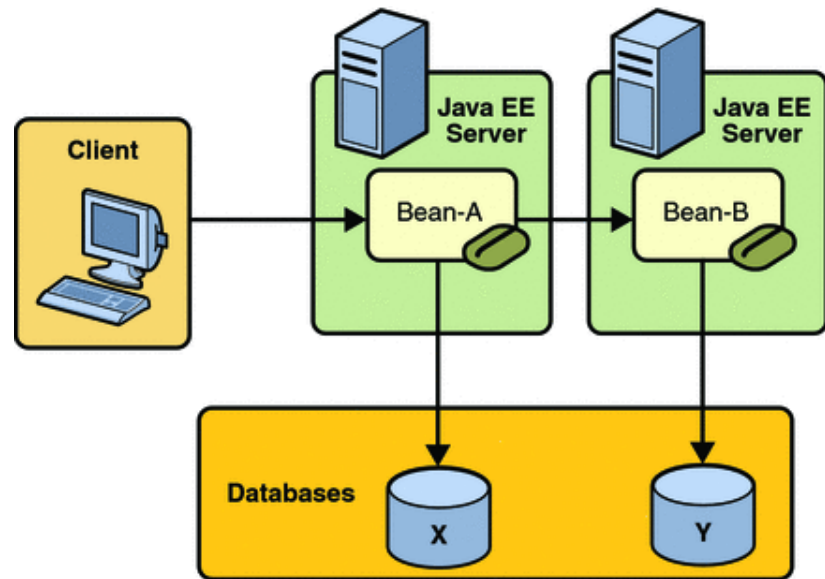 Client
Java EE
Server
Bean-A
Java EE
Server
Bean-B
Databases
X
Y